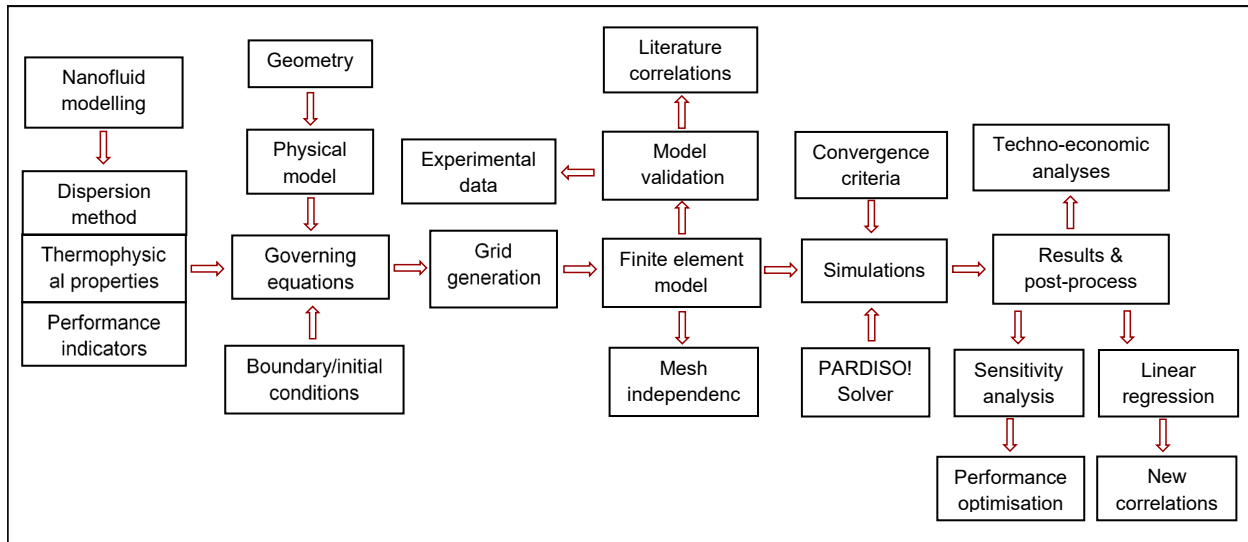 Nanofluid
modelling
Dispersion
method
Thermophysic
al properties
Performance
indicators
Geometry
Physical
model
Governing
equations
Boundary/initial
conditions
Experimental
data
Grid
generation
Literature
correlations
Model
validation
Finite element
model
Mesh
independenc
Convergence
criteria
Simulations
PARDISO!
Solver
Techno-economic
analyses
Results &
post-process
Sensitivity
analysis
Performance
optimisation
Linear
regression
New
correlations